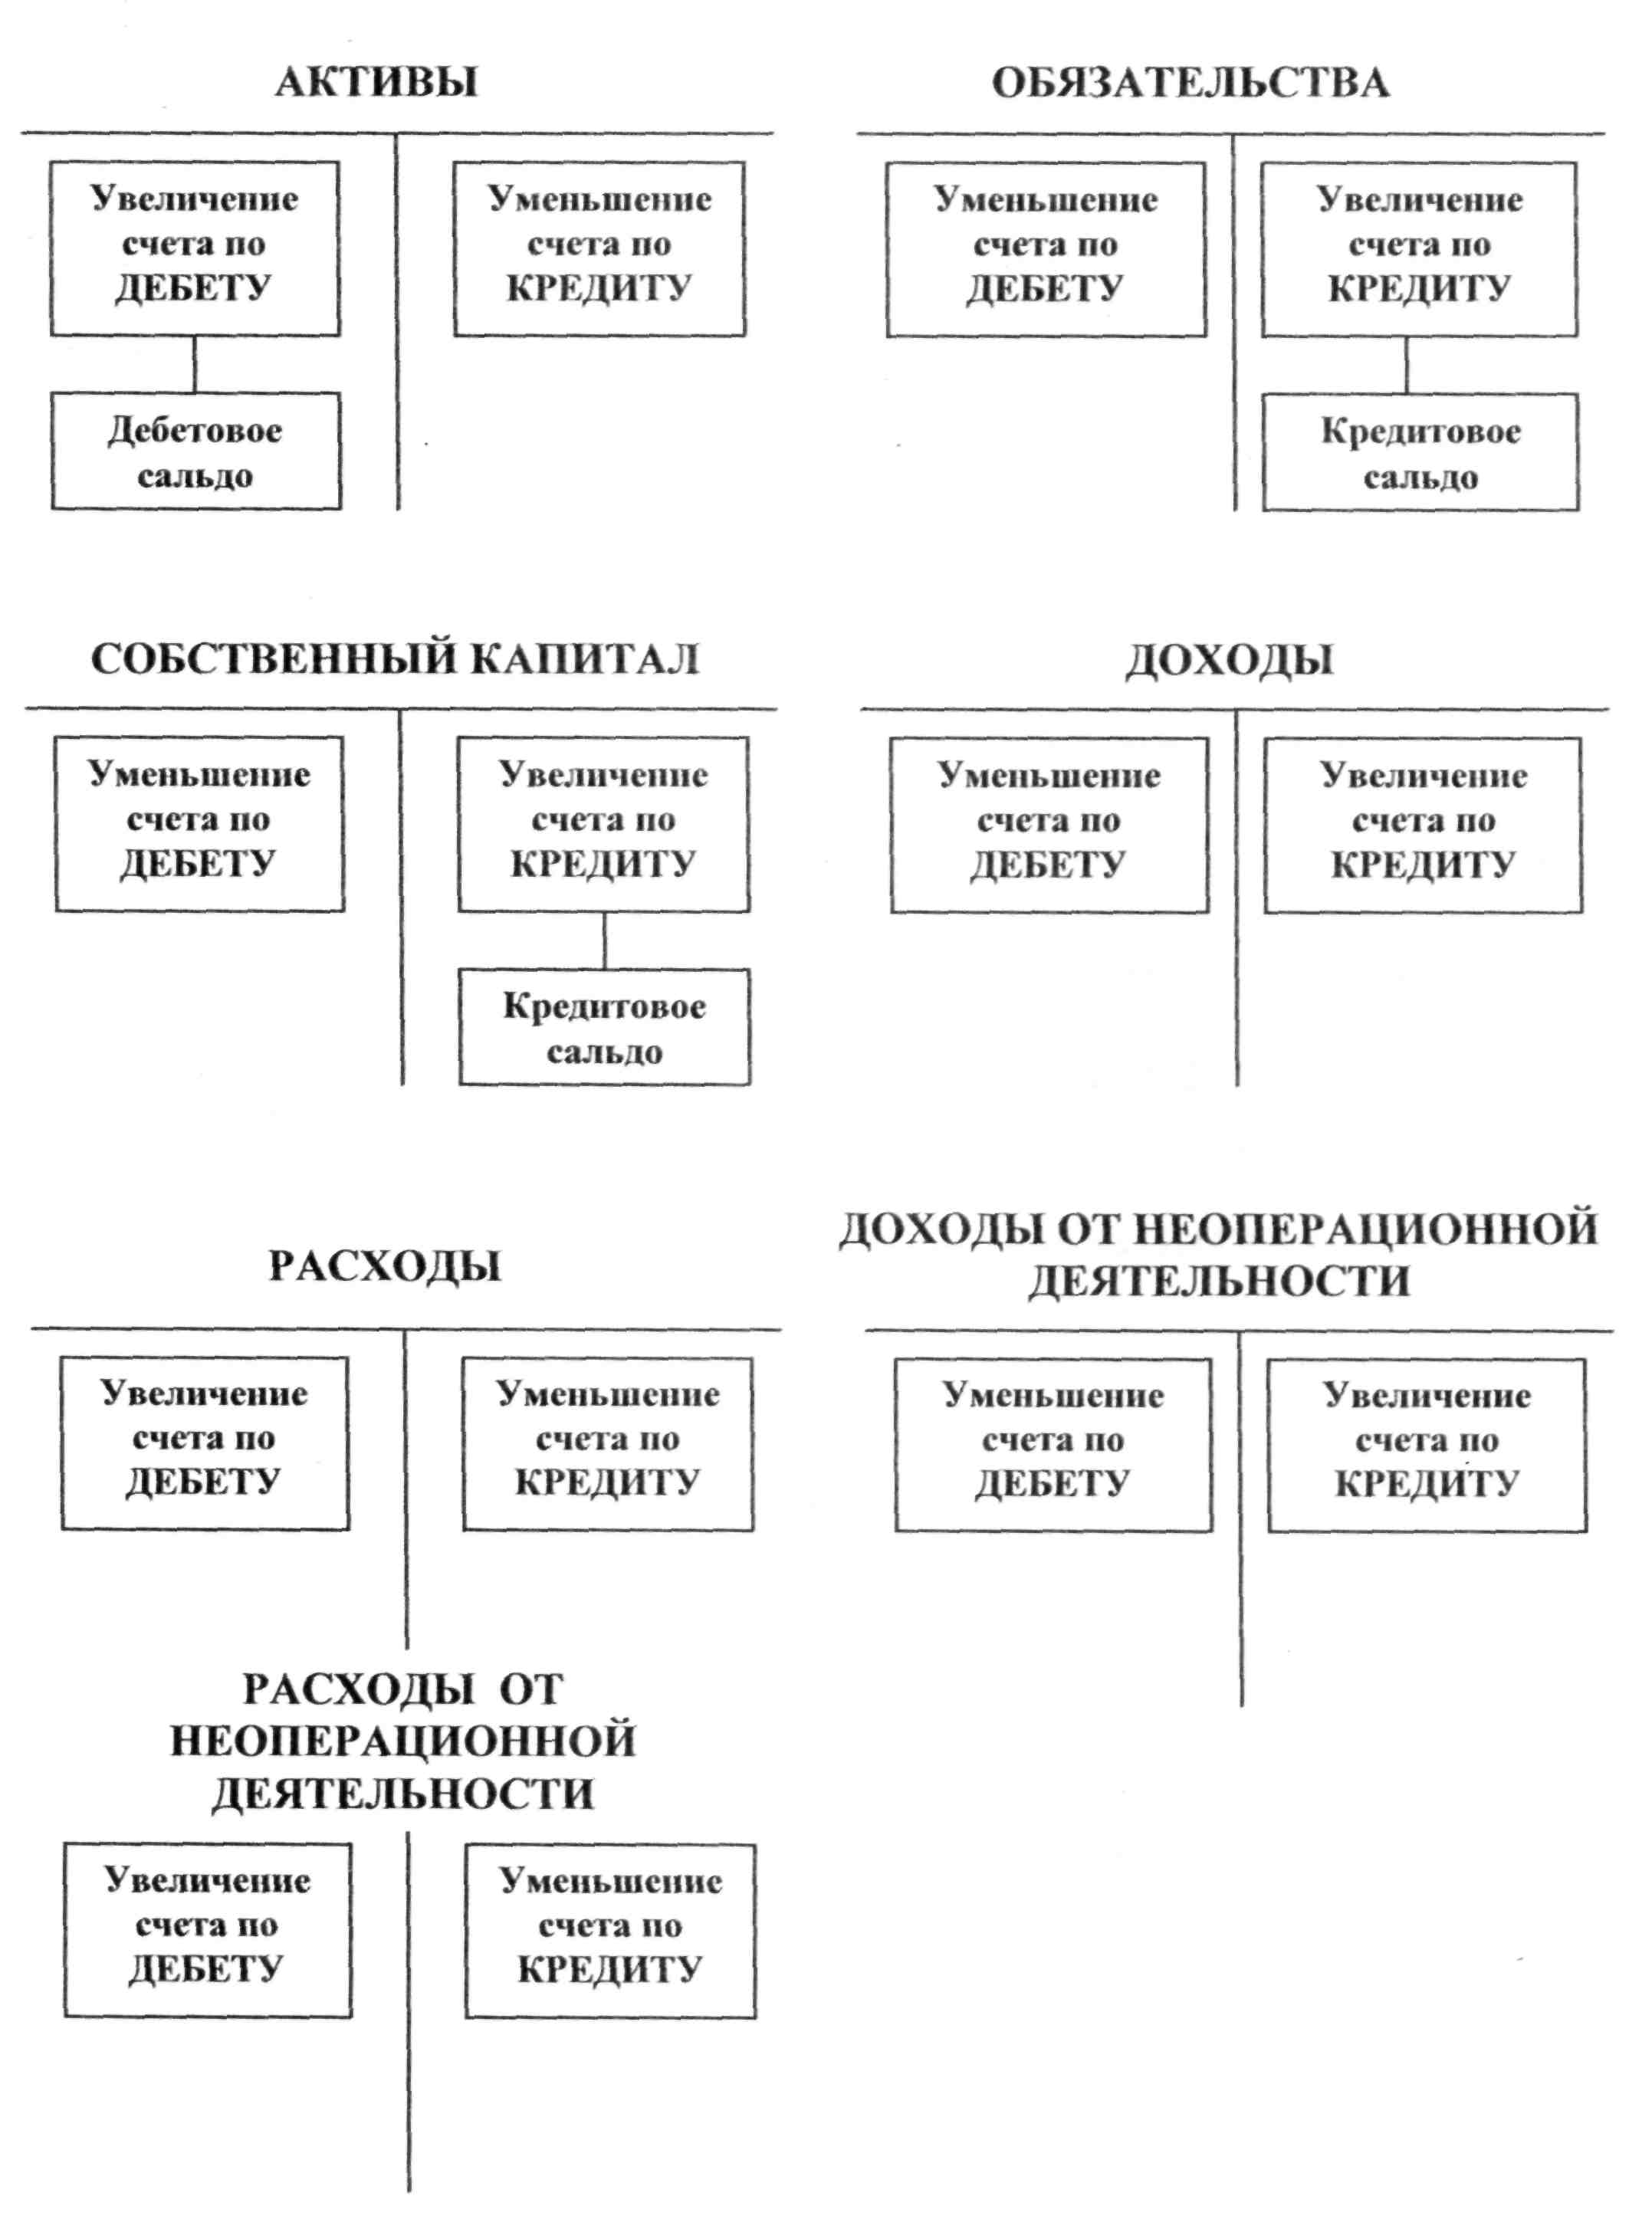 АКТИВЫ
Увеличение
счета по
ДЕБЕТУ
Уменьшение
счета по
КРЕДИТУ
Дебетовое
сальдо
ОБЯЗАТЕЛЬСТВА
Уменьшение
счета по
ДЕБЕТУ
Увеличение
счета по
КРЕДИТУ
Кредитовое
сальдо
СОБСТВЕННЫЙ КАПИТАЛ
Уменьшение
счета по
ДЕБЕТУ
Увеличение
счета по
КРЕДИТУ
Кредитовое
сальдо
ДОХОДЫ
Уменьшение
счета по
ДЕБЕТУ
Увеличение
счета по
КРЕДИТУ
РАСХОДЫ
Увеличение
счета по
ДЕБЕТУ
Уменьшение
счета по
КРЕДИТУ
ДОХОДЫ ОТ НЕОПЕРАЦИОННОЙ
ДЕЯТЕЛЬНОСТИ
Уменьшение
счета по
ДЕБЕТУ
Увеличение
счета по
КРЕДИТУ
РАСХОДЫ ОТ
НЕОПЕРАЦИОННОЙ
ДЕЯТЕЛЬНОСТИ
Увеличение
счета по
ДЕБЕТУ
Уменьшение
счета по
КРЕДИТУ